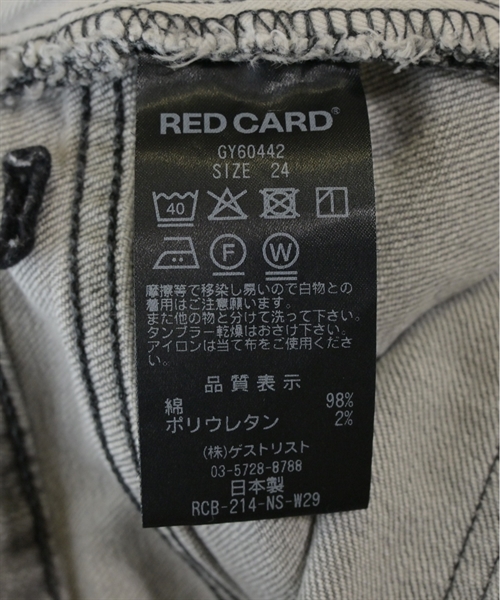 RED CARD®
GY60442
SIZE 24
40
F W
摩擦等で移染し易いので白物との
着用はご注意願います。
また他の物と分けて洗って下さい。
タンブラー乾燥はおさけ下さい。
アイロンは当て布をご使用くださ
い。
品質表示
綿 98%
ポリウレタン 2%
(株)ゲストリスト
03-5728-8788
日本製
RCB-214-NS-W29